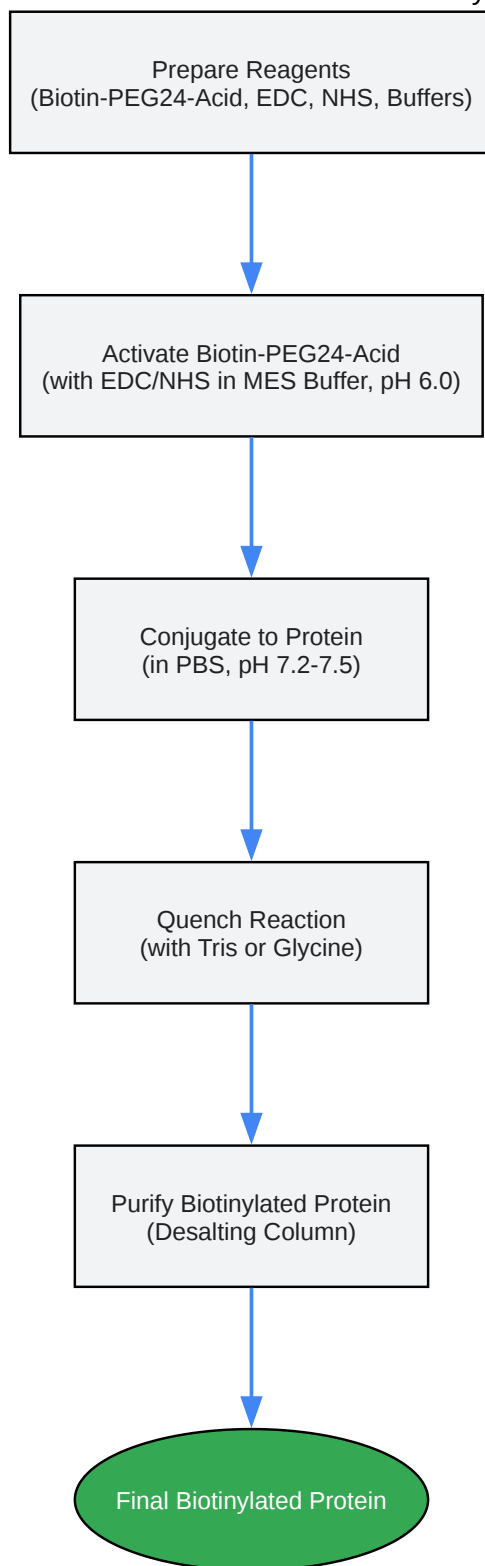 Prepare Reagents
(Biotin-PEG24-Acid, EDC, NHS, Buffers)
Activate Biotin-PEG24-Acid
(with EDC/NHS in MES Buffer, pH 6.0)
Conjugate to Protein
(in PBS, pH 7.2-7.5)
Quench Reaction
(with Tris or Glycine)
Purify Biotinylated Protein
(Desalting Column)
Final Biotinylated Protein